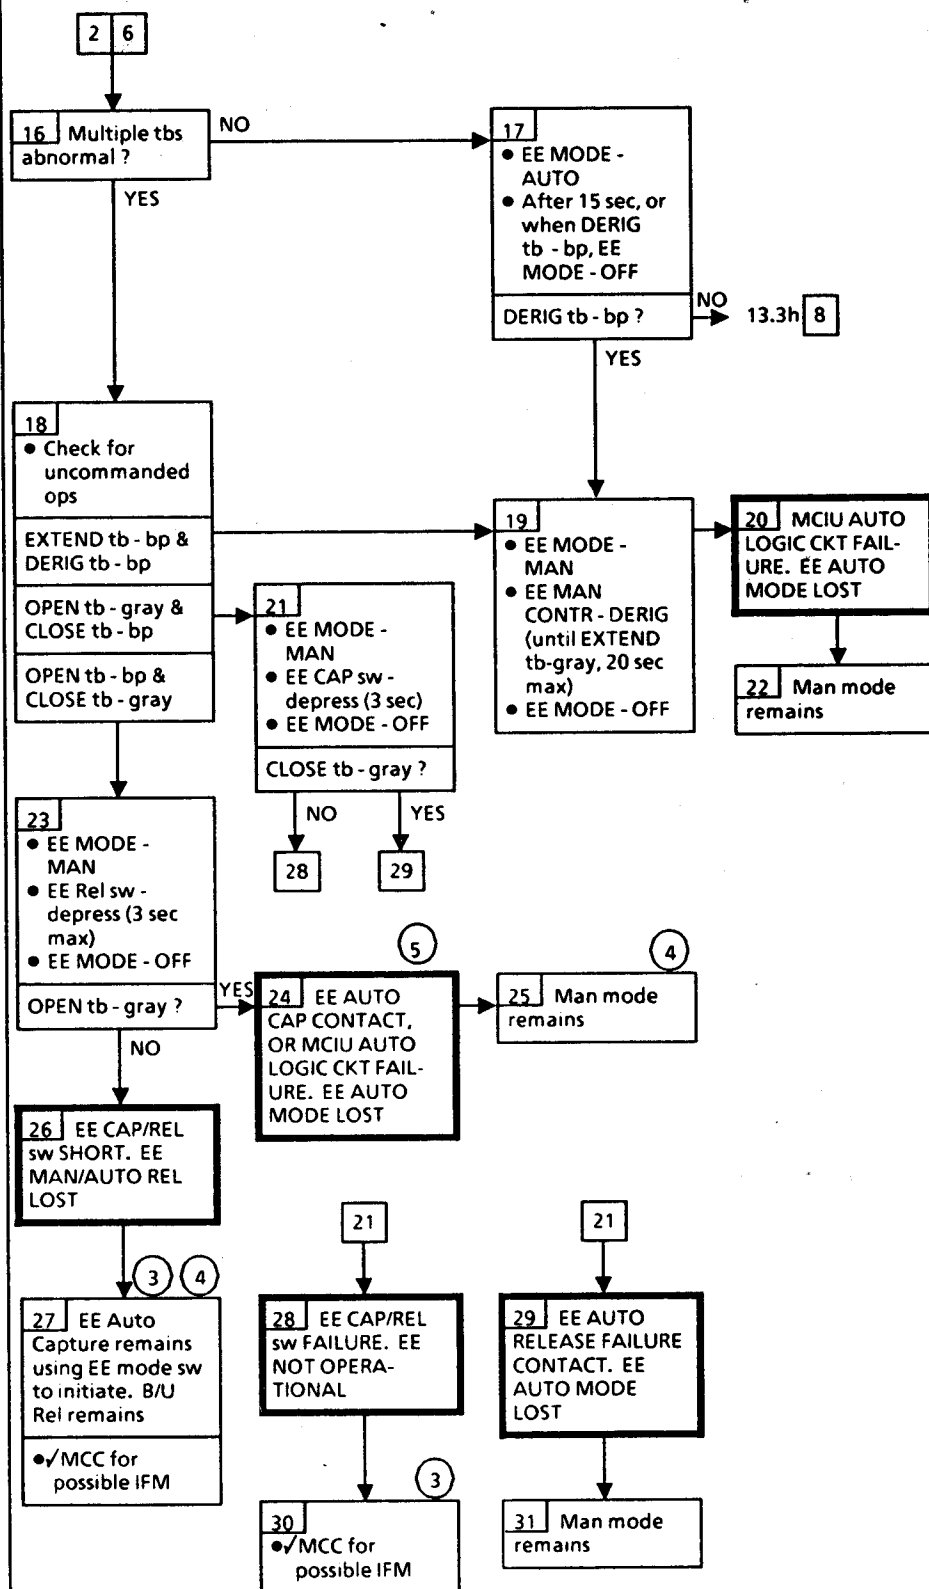 2 6
16 Multiple tbs
abnormal ?
NO
YES
17
● EE MODE -
AUTO
● After 15 sec, or
when DERIG
tb - bp, EE
MODE - OFF
DERIG tb - bp ?
NO
13.3h 8
YES
18
● Check for
uncommanded
ops
EXTEND tb - bp &
DERIG tb - bp
OPEN tb - gray &
CLOSE tb - bp
OPEN tb - bp &
CLOSE tb - gray
19
● EE MODE -
MAN
● EE MAN
CONTR - DERIG
(until EXTEND
tb-gray, 20 sec
max)
● EE MODE - OFF
20 MCIU AUTO
LOGIC CKT FAIL-
URE. EE AUTO
MODE LOST
21
● EE MODE -
MAN
● EE CAP sw -
depress (3 sec)
● EE MODE - OFF
CLOSE tb - gray ?
NO
YES
28
29
22 Man mode
remains
23
● EE MODE -
MAN
● EE Rel sw -
depress (3 sec
max)
● EE MODE - OFF
OPEN tb - gray ?
YES
NO
5
24 EE AUTO
CAP CONTACT,
OR MCIU AUTO
LOGIC CKT FAIL-
URE. EE AUTO
MODE LOST
4
25 Man mode
remains
26 EE CAP/REL
sw SHORT. EE
MAN/AUTO REL
LOST
3 4
27 EE Auto
Capture remains
using EE mode sw
to initiate. B/U
Rel remains
●✓MCC for
possible IFM
21
28 EE CAP/REL
sw FAILURE. EE
NOT OPERA-
TIONAL
3
30
●✓MCC for
possible IFM
21
29 EE AUTO
RELEASE FAILURE
CONTACT. EE
AUTO MODE
LOST
31 Man mode
remains